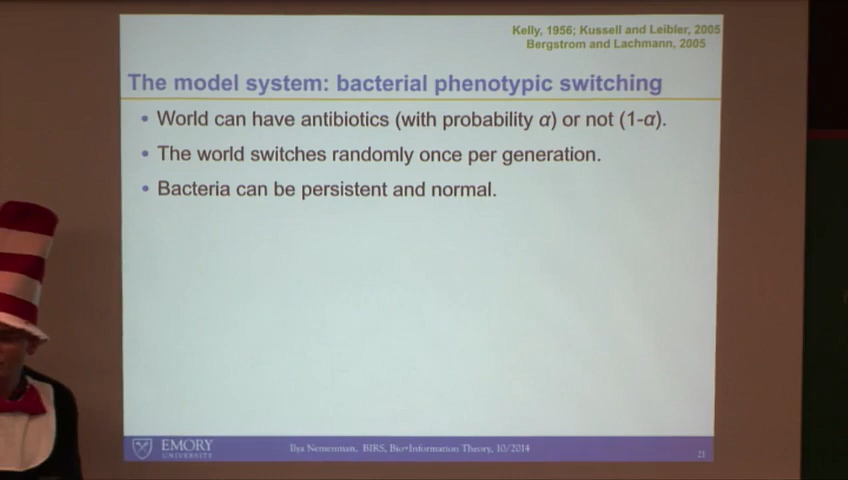 Kelly, 1956; Kussell and Leibler, 2005
Bergstrom and Lachmann, 2005
The model system: bacterial phenotypic switching
• World can have antibiotics (with probability α) or not (1-α).
• The world switches randomly once per generation.
• Bacteria can be persistent and normal.
EMORY
UNIVERSITY
Ilya Nemenman, BIRS, Bio+Information Theory, 10/2014
21